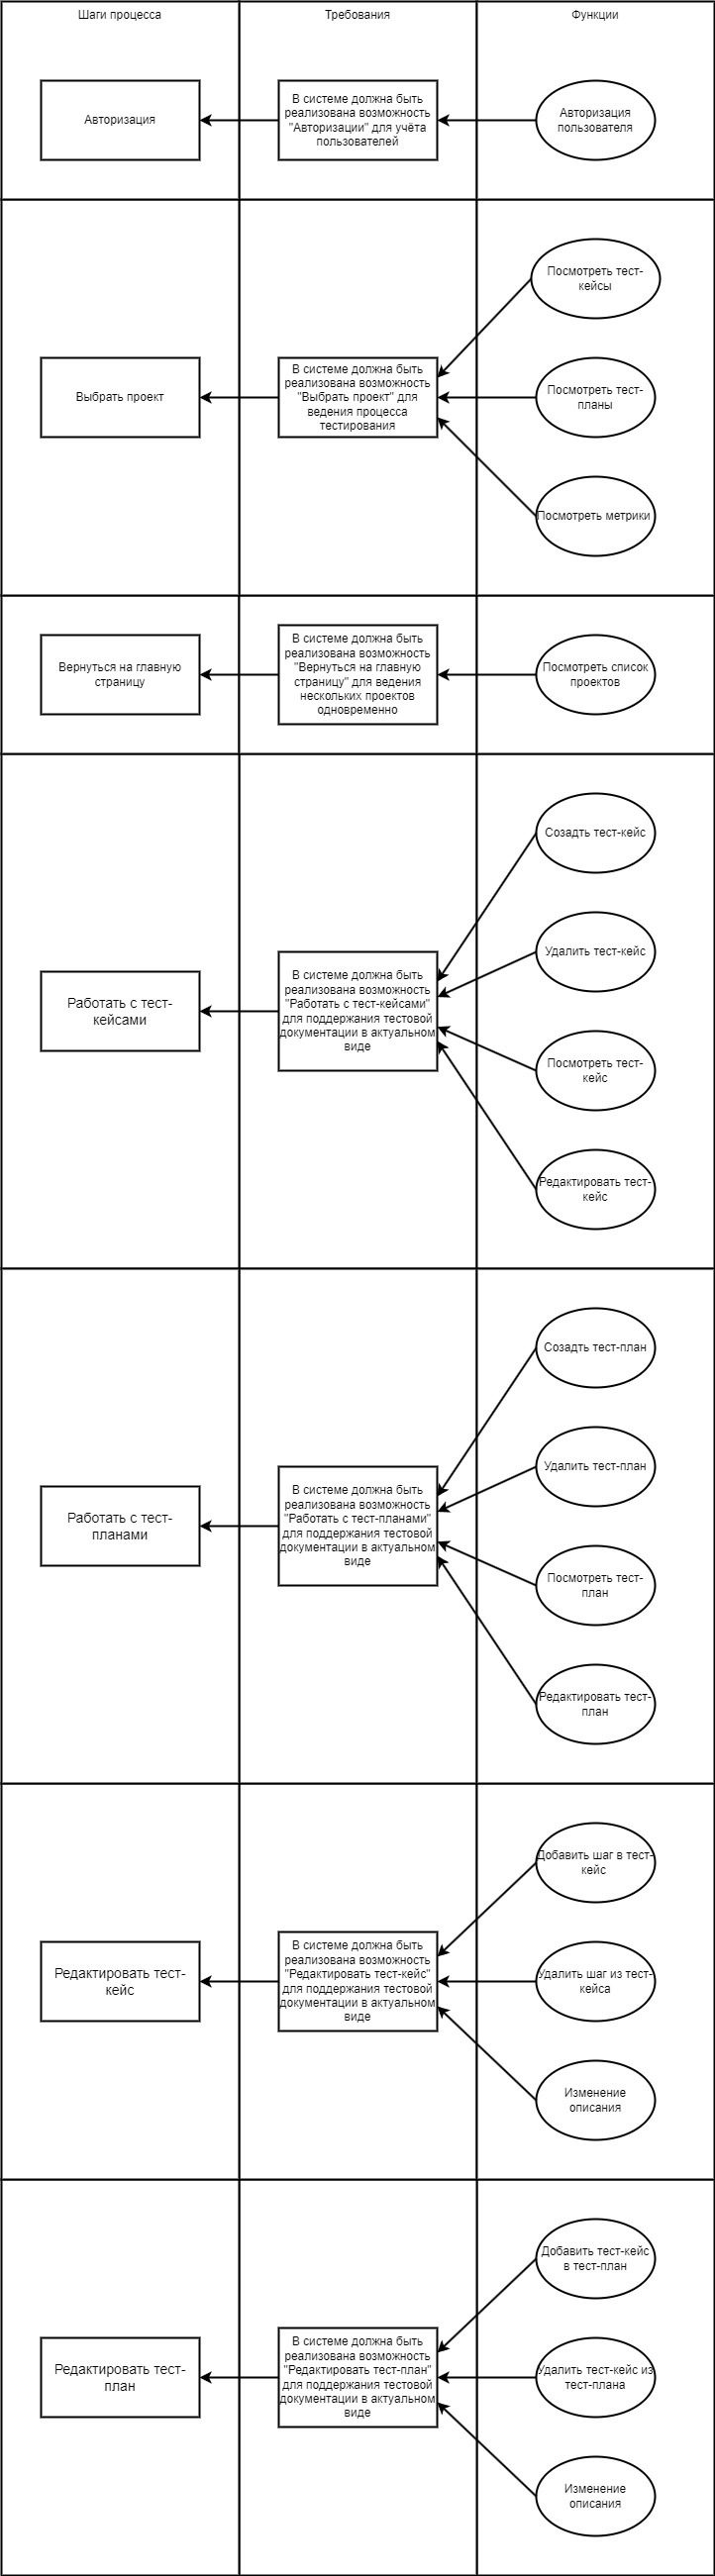 Шаги процесса
Требования
Функции
Авторизация
В системе должна быть
реализована возможность
"Авторизации" для учёта
пользователей
Авторизация
пользователя
Выбрать проект
В системе должна быть
реализована возможность
"Выбрать проект" для
ведения процесса
тестирования
Посмотреть тест-
кейсы
Посмотреть тест-
планы
Посмотреть метрики
Вернуться на главную
страницу
В системе должна быть
реализована возможность
"Вернуться на главную
страницу" для ведения
нескольких проектов
одновременно
Посмотреть список
проектов
Работать с тест-
кейсами
В системе должна быть
реализована возможность
"Работать с тест-кейсами"
для поддержания тестовой
документации в актуальном
виде
Созадть тест-кейс
Удалить тест-кейс
Посмотреть тест-
кейс
Редактировать тест-
кейс
Работать с тест-
планами
В системе должна быть
реализована возможность
"Работать с тест-планами"
для поддержания тестовой
документации в актуальном
виде
Созадть тест-план
Удалить тест-план
Посмотреть тест-
план
Редактировать тест-
план
Редактировать тест-
кейс
В системе должна быть
реализована возможность
"Редактировать тест-кейс"
для поддержания тестовой
документации в актуальном
виде
Добавить шаг в тест-
кейс
Удалить шаг из тест-
кейса
Изменение
описания
Редактировать тест-
план
В системе должна быть
реализована возможность
"Редактировать тест-план"
для поддержания тестовой
документации в актуальном
виде
Добавить тест-кейс
в тест-план
Удалить тест-кейс из
тест-плана
Изменение
описания